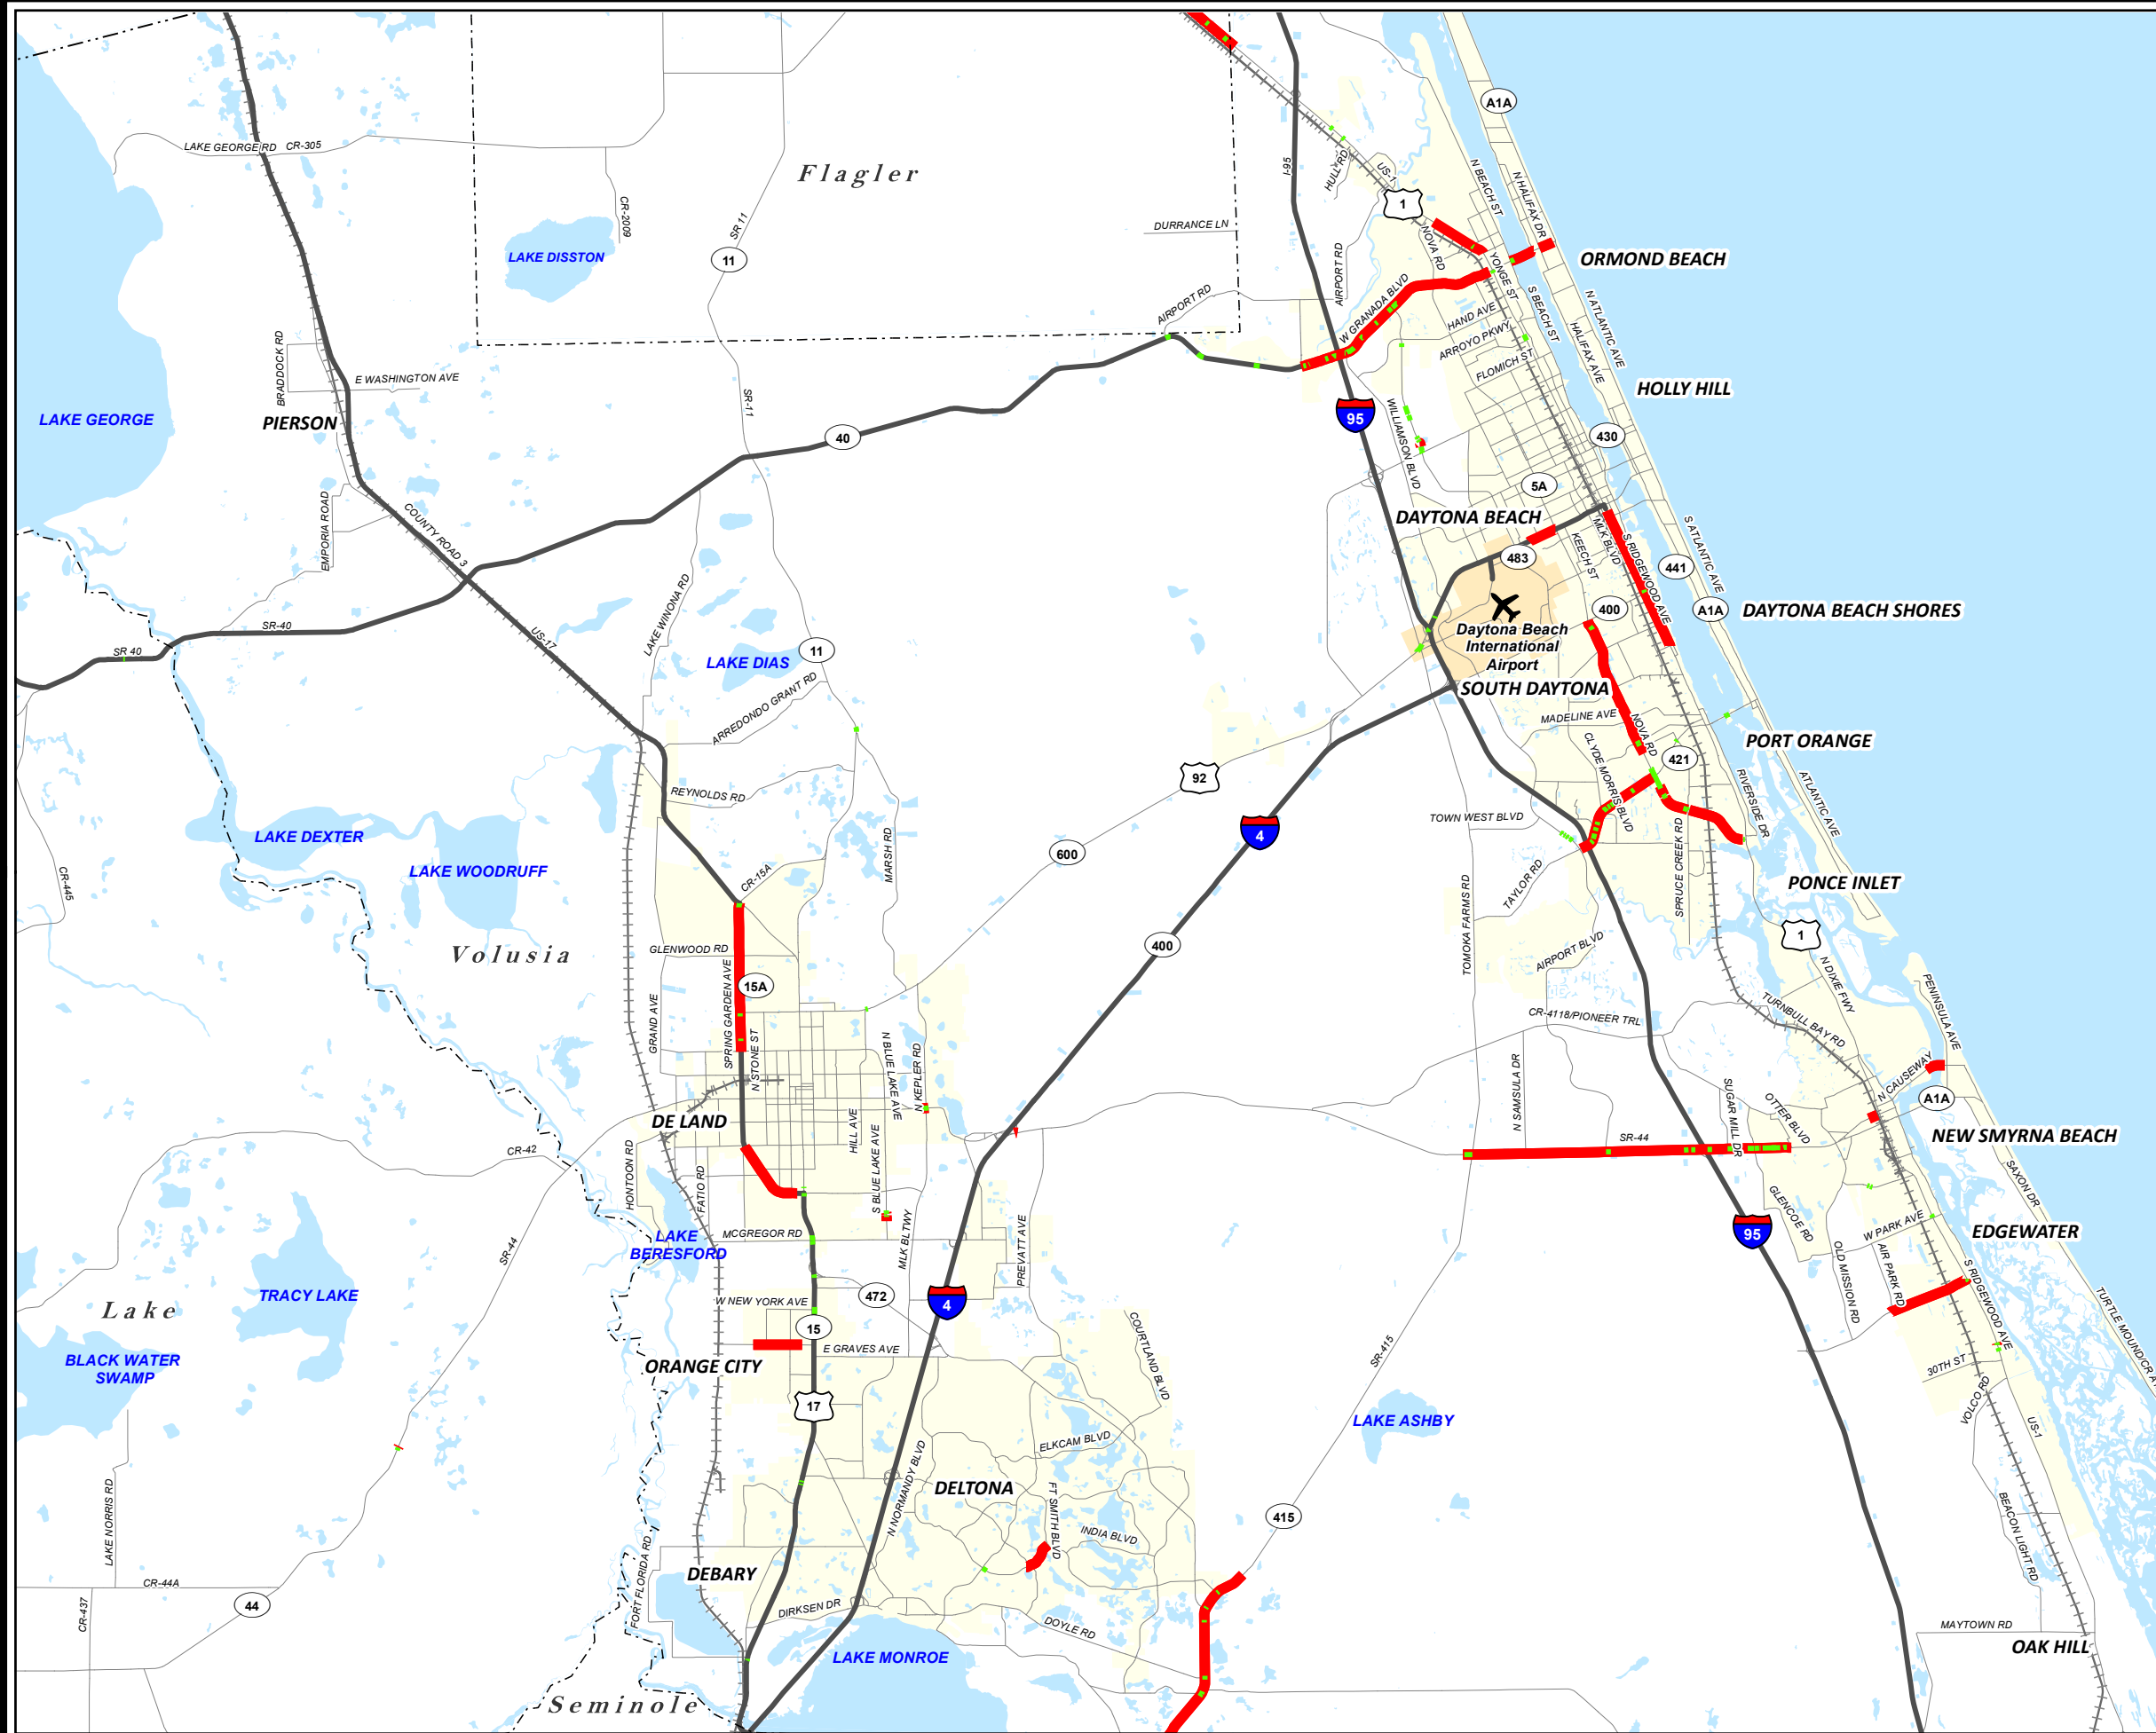 A1A
LAKE GEORGE RD
CR-305
Flagler
I-95
HULL RD
US-1
N BEACH ST
N HALIFAX DR
1
CR-2009
SR 11
DURRANCE LN
LAKE DISSTON
11
NOVA RD
YONGE ST
ORMOND BEACH
AIRPORT RD
AIRPORT RD
W GRANADA BLVD
S BEACH ST
N ATLANTIC AVE
HAND AVE
HALIFAX AVE
ARROYO PKWY
FLOMICH ST
BRADDOCK RD
E WASHINGTON AVE
HOLLY HILL
LAKE GEORGE
PIERSON
SR-11
40
95
WILLIAMSON BLVD
430
5A
EMPORIA ROAD
COUNTY ROAD 3
DAYTONA BEACH
MLK BLVD
S RIDGEWOOD AVE
S ATLANTIC AVE
KEECH ST
483
441
400
A1A
DAYTONA BEACH SHORES
SR-40
SR 40
US-17
LAKE WINONA RD
LAKE DIAS
11
Daytona Beach
International
Airport
SOUTH DAYTONA
ARREDONDO GRANT RD
MADELINE AVE
NOVA RD
PORT ORANGE
CLYDE MORRIS BLVD
421
92
REYNOLDS RD
RIVERSIDE DR
ATLANTIC AVE
LAKE DEXTER
TOWN WEST BLVD
4
MARSH RD
600
LAKE WOODRUFF
CR-445
CR-15A
TAYLOR RD
SPRUCE CREEK RD
PONCE INLET
TOMOKA FARMS RD
Volusia
GLENWOOD RD
400
AIRPORT BLVD
1
N DIXIE FWY
PENINSULA AVE
SPRING GARDEN AVE
15A
GRAND AVE
TURNBULL BAY RD
CR-4118/PIONEER TRL
N STONE ST
N BLUE LAKE AVE
N KEPLER RD
N SAMSULA DR
SUGAR MILL DR
OTTER BLVD
N CAUSEWAY
A1A
DE LAND
HILL AVE
NEW SMYRNA BEACH
SR-44
CR-42
HONTOON RD
FATIO RD
S BLUE LAKE AVE
SAXON DR
GLENCOE RD
MCGREGOR RD
MLK BLTWY
PREVATT AVE
LAKE
BERESFORD
95
W PARK AVE
EDGEWATER
OLD MISSION RD
AIR PARK RD
S RIDGEWOOD AVE
SR-44
TRACY LAKE
472
4
Lake
W NEW YORK AVE
15
COURTLAND BLVD
SR-415
BLACK WATER
SWAMP
ORANGE CITY
E GRAVES AVE
30TH ST
17
LAKE ASHBY
VOLCO RD
US-1
ELKCAM BLVD
N NORMANDY BLVD
DELTONA
FT SMITH BLVD
LAKE NORRIS RD
415
INDIA BLVD
BEACON LIGHT RD
CR-44A
CR-437
44
DEBARY
FORT FLORIDA RD
DIRKSEN DR
DOYLE RD
MAYTOWN RD
OAK HILL
LAKE MONROE
Seminole